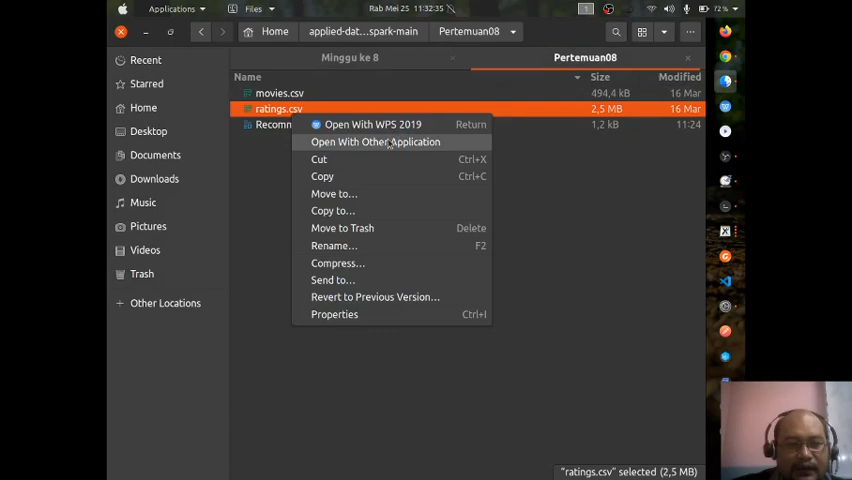 Applications
Files
Rab Mei 25 11:32:35
1
72 %
Home
applied-dat…spark-main
Pertemuan08
Recent
Starred
Home
Desktop
Documents
Downloads
Music
Pictures
Videos
Trash
Other Locations
Minggu ke 8
Pertemuan08
Name
Size
Modified
movies.csv
494,4 kB
16 Mar
ratings.csv
2,5 MB
16 Mar
Recomm
1,2 kB
11:24
Open With WPS 2019
Return
Open With Other Application
Cut
Ctrl+X
Copy
Ctrl+C
Move to…
Copy to…
Move to Trash
Delete
Rename…
F2
Compress…
Send to…
Revert to Previous Version…
Properties
Ctrl+I
"ratings.csv" selected (2,5 MB)